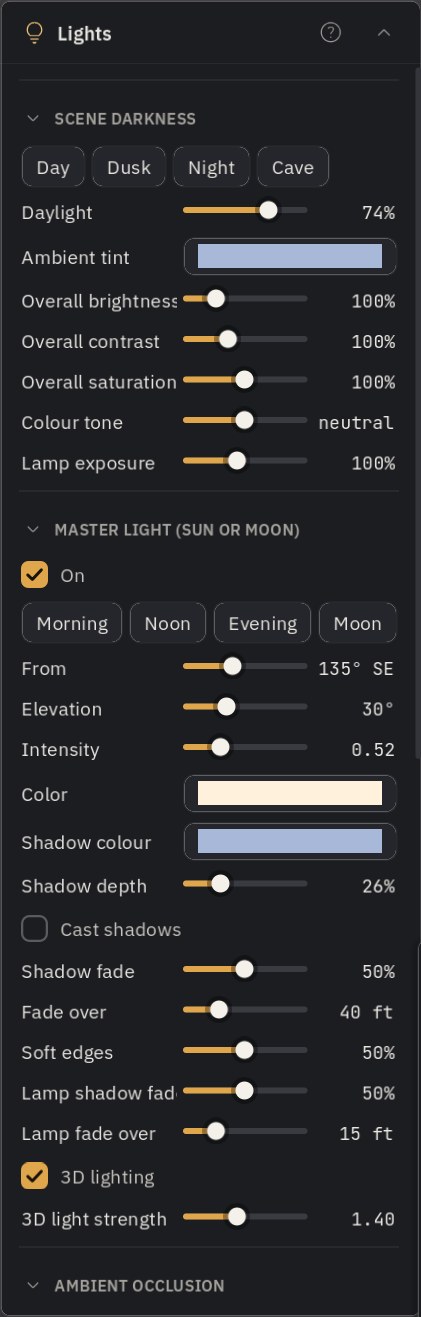 Lights ?
SCENE DARKNESS
Day Dusk Night Cave
Daylight 74%
Ambient tint
Overall brightness 100%
Overall contrast 100%
Overall saturation 100%
Colour tone neutral
Lamp exposure 100%
MASTER LIGHT (SUN OR MOON)
On
Morning Noon Evening Moon
From 135° SE
Elevation 30°
Intensity 0.52
Color
Shadow colour
Shadow depth 26%
Cast shadows
Shadow fade 50%
Fade over 40 ft
Soft edges 50%
Lamp shadow fad 50%
Lamp fade over 15 ft
3D lighting
3D light strength 1.40
AMBIENT OCCLUSION